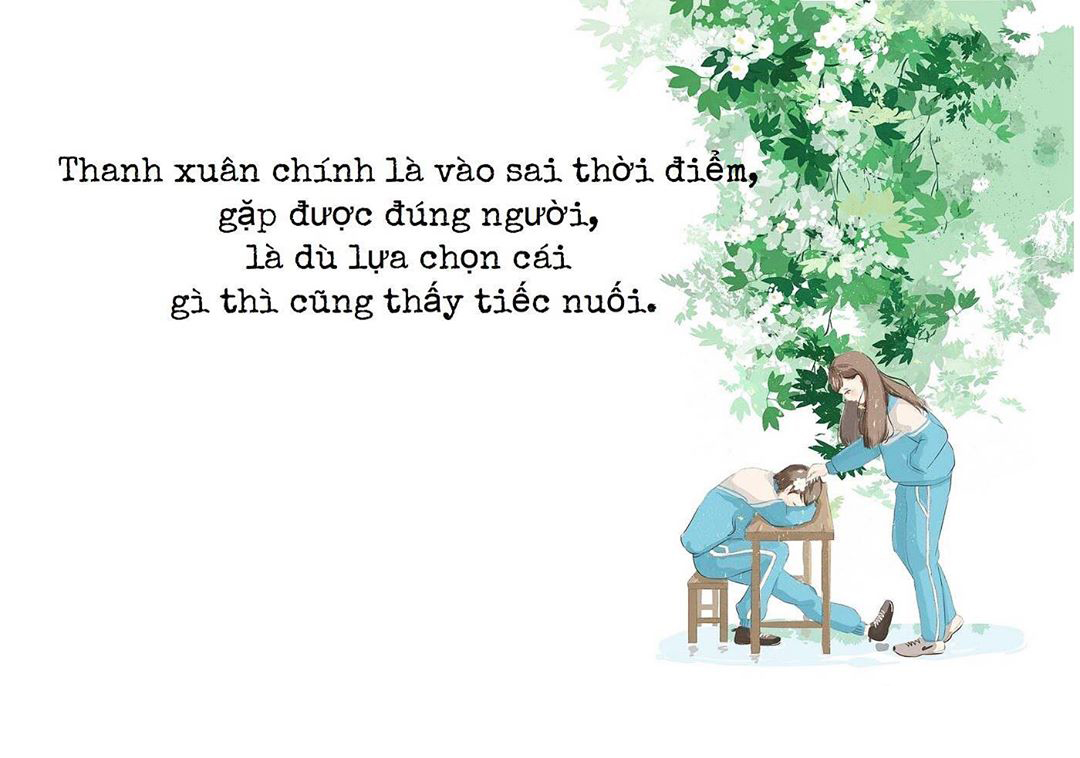 Thanh xuân chính là vào sai thời điểm,
gặp được đúng người,
là dù lựa chọn cái
gì thì cũng thấy tiếc nuối.